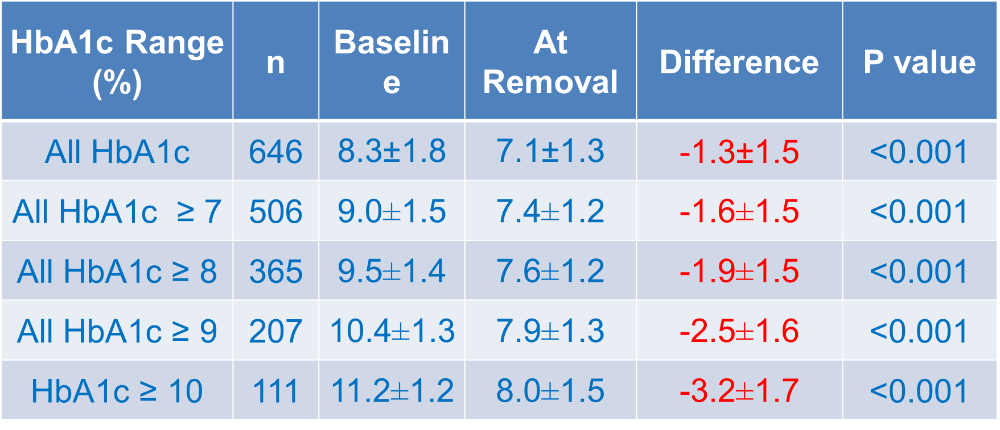 HbA1c Range (%) n Baseline At Removal Difference P value
All HbA1c 646 8.3±1.8 7.1±1.3 -1.3±1.5 <0.001
All HbA1c ≥ 7 506 9.0±1.5 7.4±1.2 -1.6±1.5 <0.001
All HbA1c ≥ 8 365 9.5±1.4 7.6±1.2 -1.9±1.5 <0.001
All HbA1c ≥ 9 207 10.4±1.3 7.9±1.3 -2.5±1.6 <0.001
HbA1c ≥ 10 111 11.2±1.2 8.0±1.5 -3.2±1.7 <0.001